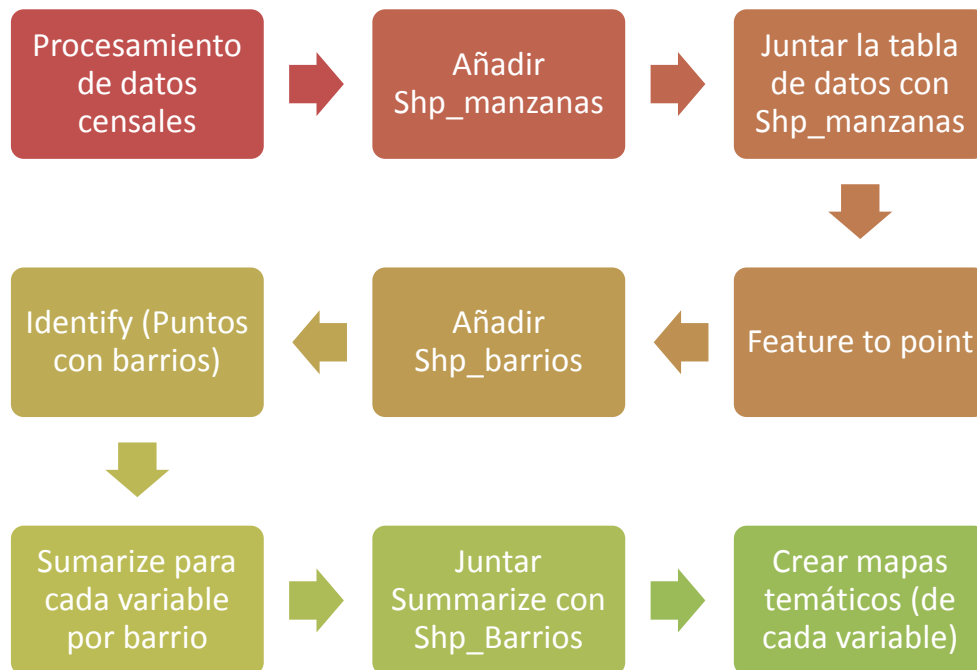 Procesamiento
de datos
censales
Añadir
Shp_manzanas
Juntar la tabla
de datos con
Shp_manzanas
Feature to point
Añadir
Shp_barrios
Identify (Puntos
con barrios)
Sumarize para
cada variable
por barrio
Juntar
Summarize con
Shp_Barrios
Crear mapas
temáticos (de
cada variable)